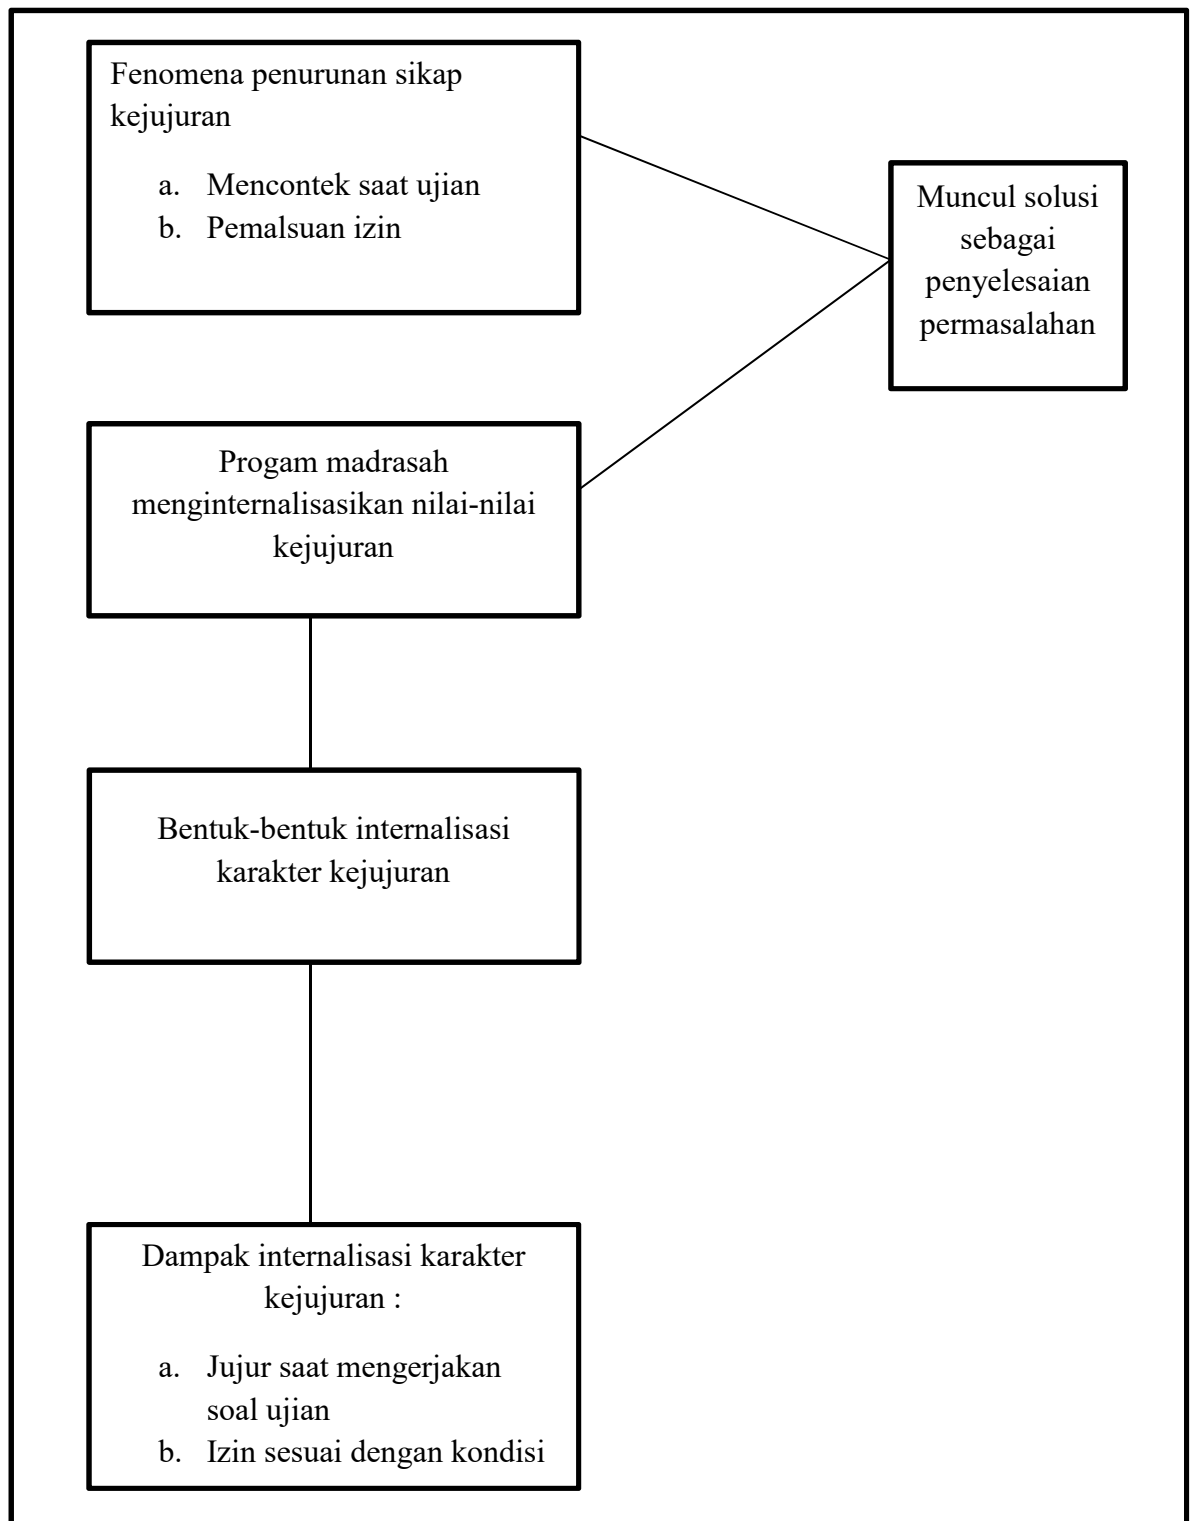 Fenomena penurunan sikap
kejujuran
a. Mencontek saat ujian
b. Pemalsuan izin
Muncul solusi
sebagai
penyelesaian
permasalahan
Progam madrasah
menginternalisasikan nilai-nilai
kejujuran
Bentuk-bentuk internalisasi
karakter kejujuran
Dampak internalisasi karakter
kejujuran :
a. Jujur saat mengerjakan
soal ujian
b. Izin sesuai dengan kondisi